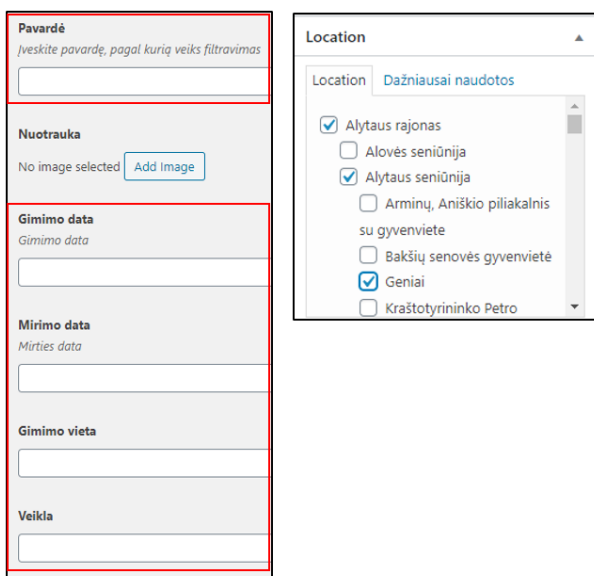 Pavardė
Įveskite pavardę, pagal kurią veiks filtravimas
Nuotrauka
No image selected Add Image
Gimimo data
Gimimo data
Mirimo data
Mirties data
Gimimo vieta
Veikla
Location
Location Dažniausai naudotos
Alytaus rajonas
Alovės seniūnija
Alytaus seniūnija
Arminų, Aniškio piliakalnis
su gyvenviete
Bakšių senovės gyvenvietė
Geniai
Kraštotyrininko Petro